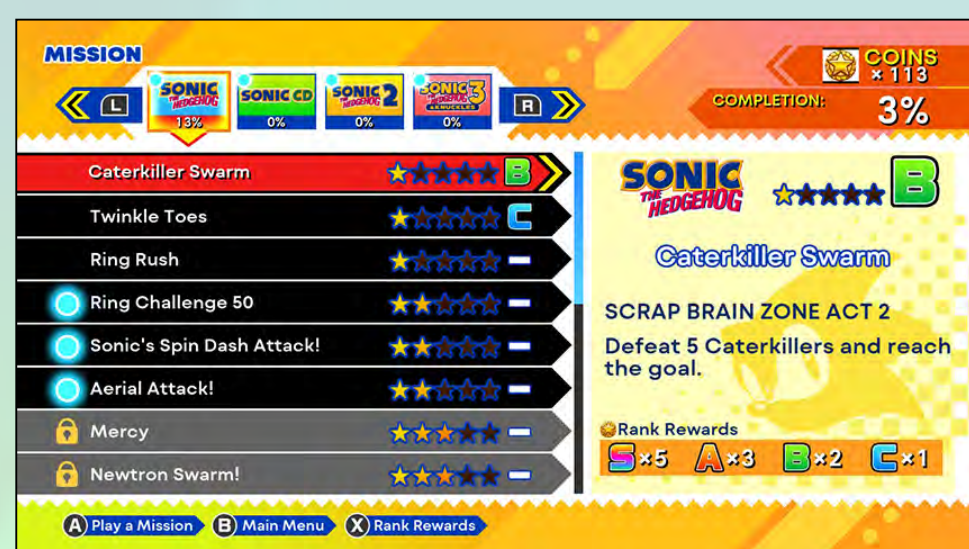 MISSION
COINS
× 113
COMPLETION: 3%
L
SONIC THE HEDGEHOG
13%
SONIC CD
0%
SONIC THE HEDGEHOG 2
0%
SONIC THE HEDGEHOG 3 & KNUCKLES
0%
R
Caterkiller Swarm B
Twinkle Toes C
Ring Rush –
Ring Challenge 50 –
Sonic's Spin Dash Attack! –
Aerial Attack! –
Mercy –
Newtron Swarm! –
SONIC
THE HEDGEHOG
B
Caterkiller Swarm
SCRAP BRAIN ZONE ACT 2
Defeat 5 Caterkillers and reach
the goal.
Rank Rewards
S×5 A×3 B×2 C×1
A Play a Mission B Main Menu X Rank Rewards